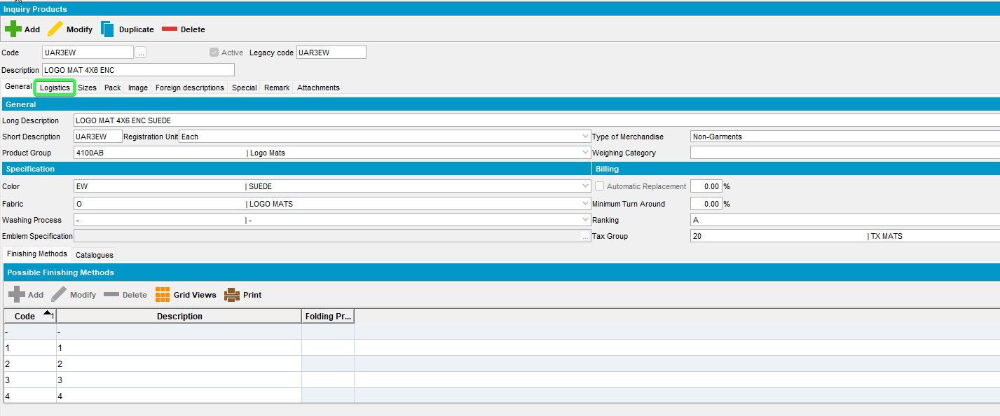 Inquiry Products
Add Modify Duplicate Delete
Code UAR3EW ... Active Legacy code UAR3EW
Description LOGO MAT 4X6 ENC
General Logistics Sizes Pack Image Foreign descriptions Special Remark Attachments
General
Long Description LOGO MAT 4X6 ENC SUEDE
Short Description UAR3EW Registration Unit Each Type of Merchandise Non-Garments
Product Group 4100AB | Logo Mats Weighing Category
Specification Billing
Color EW | SUEDE Automatic Replacement 0.00 %
Fabric O | LOGO MATS Minimum Turn Around 0.00 %
Washing Process - | - Ranking A
Emblem Specification ... Tax Group 20 | TX MATS
Finishing Methods Catalogues
Possible Finishing Methods
Add Modify Delete Grid Views Print
Code 1 Description Folding Pr...
- -
1 1
2 2
3 3
4 4